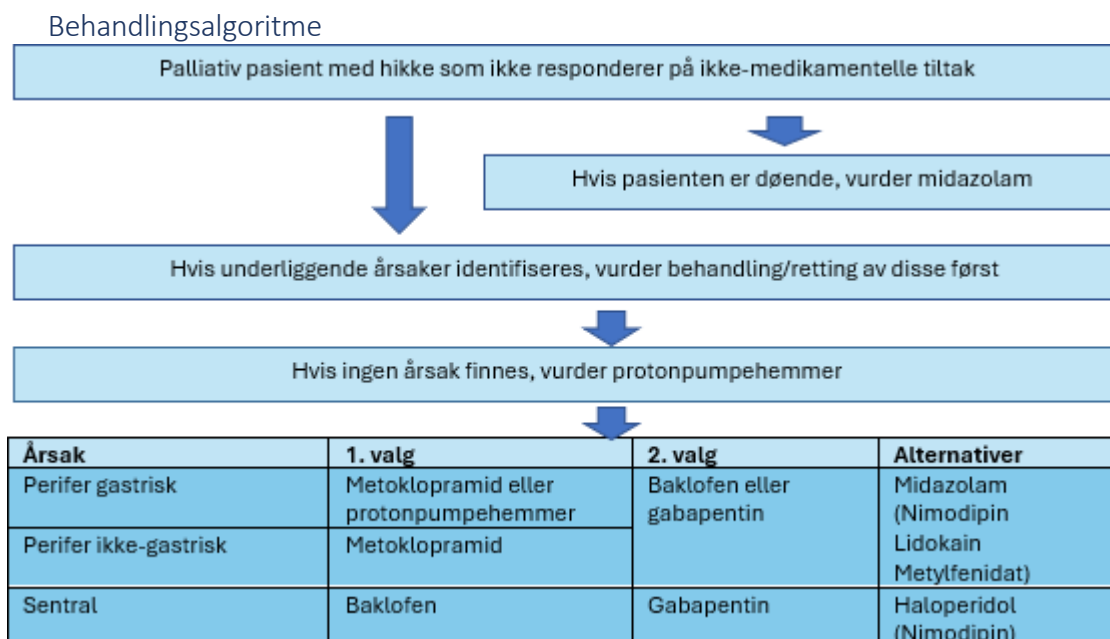 Behandlingsalgoritme
Palliativ pasient med hikke som ikke responderer på ikke-medikamentelle tiltak
Hvis pasienten er døende, vurder midazolam
Hvis underliggende årsaker identifiseres, vurder behandling/retting av disse først
Hvis ingen årsak finnes, vurder protonpumpehemmer
Årsak 1. valg 2. valg Alternativer
Perifer gastrisk Metoklopramid eller Baklofen eller Midazolam
protonpumpehemmer gabapentin (Nimodipin
Perifer ikke-gastrisk Metoklopramid Lidokain
Metylfenidat)
Sentral Baklofen Gabapentin Haloperidol
(Nimodipin)